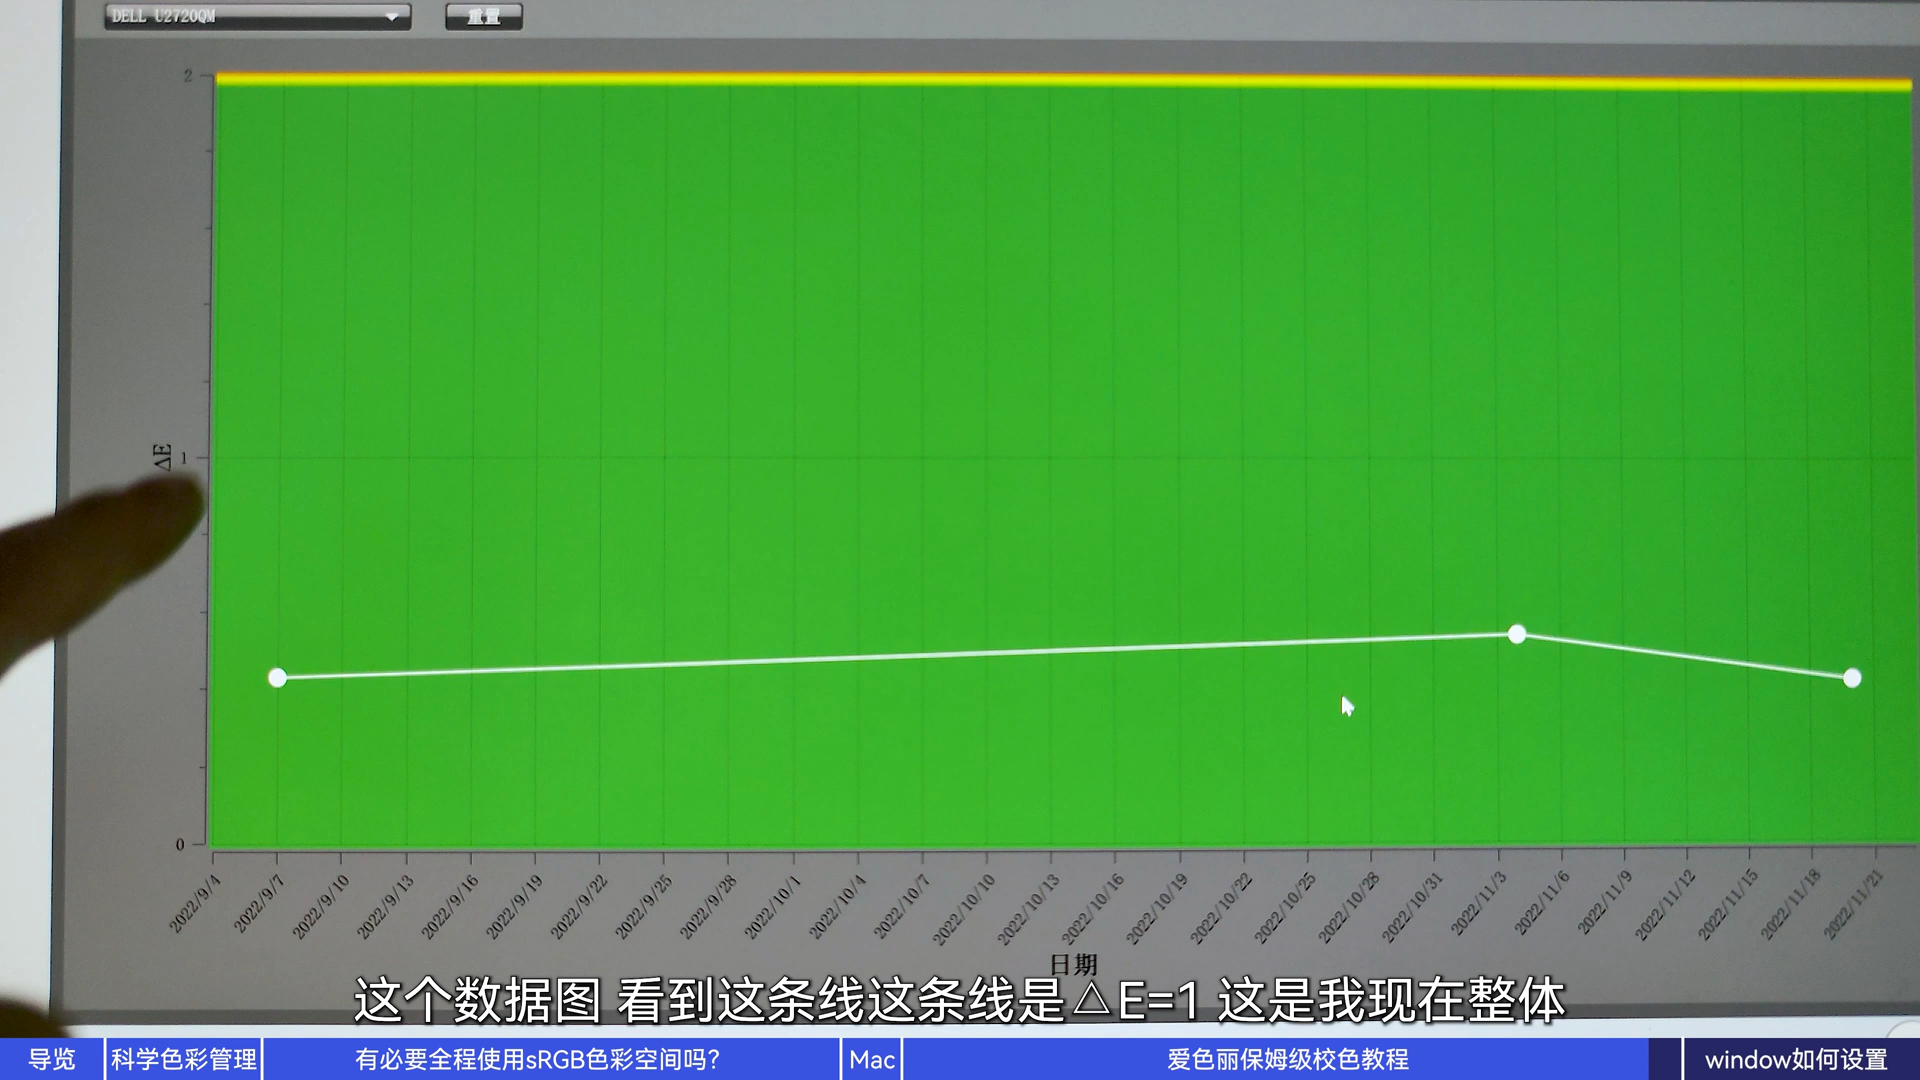 DELL U2720QM
重置
2
ΔE
1
0
2022/9/4
2022/9/7
2022/9/10
2022/9/13
2022/9/16
2022/9/19
2022/9/22
2022/9/25
2022/9/28
2022/10/1
2022/10/4
2022/10/7
2022/10/10
2022/10/13
2022/10/16
2022/10/19
2022/10/22
2022/10/25
2022/10/28
2022/10/31
2022/11/3
2022/11/6
2022/11/9
2022/11/12
2022/11/15
2022/11/18
2022/11/21
日期
这个数据图 看到这条线这条线是△E=1 这是我现在整体
导览
科学色彩管理
有必要全程使用sRGB色彩空间吗?
Mac
爱色丽保姆级校色教程
window如何设置